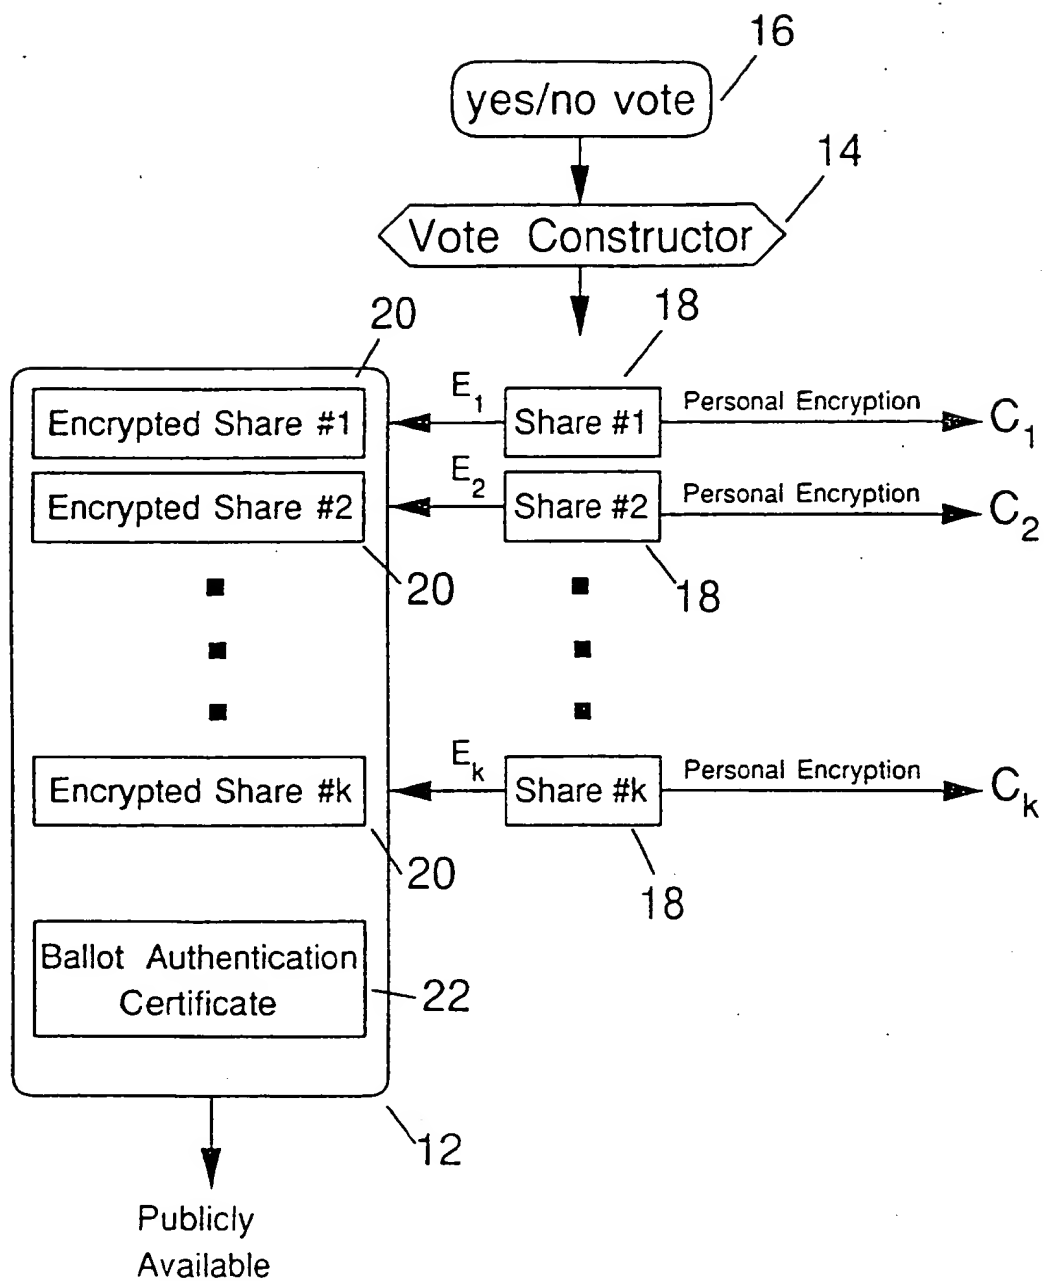 16
yes/no vote
14
Vote Constructor
18
20
E1
Personal Encryption
Encrypted Share #1
Share #1
C1
E2
Personal Encryption
Encrypted Share #2
Share #2
C2
20
18
Ek
Personal Encryption
Encrypted Share #k
Share #k
Ck
20
18
Ballot Authentication
Certificate
22
12
Publicly
Available